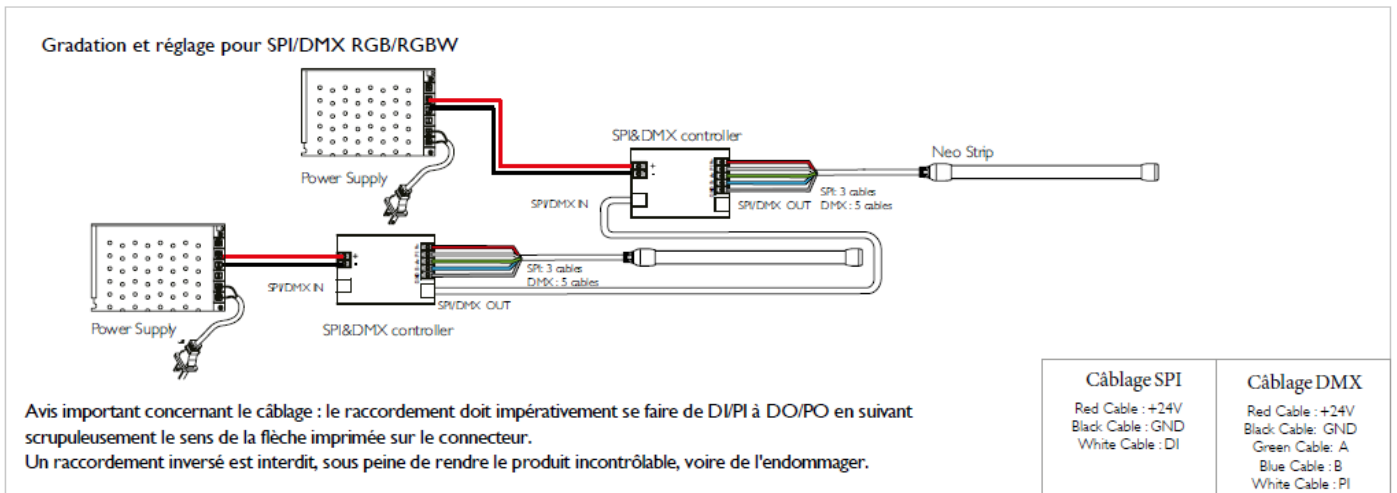 Gradation et réglage pour SPI/DMX RGB/RGBW
SPI&DMX controller
Neo Strip
Power Supply
SPI: 3 cables
SPI/DMX IN
SPI/DMX OUT
DMX : 5 cables
SPI: 3 cables
SPI/DMX IN
DMX : 5 cables
SPI/DMX OUT
Power Supply
SPI&DMX controller
Avis important concernant le câblage : le raccordement doit impérativement se faire de DI/PI à DO/PO en suivant
scrupuleusement le sens de la flèche imprimée sur le connecteur.
Un raccordement inversé est interdit, sous peine de rendre le produit incontrôlable, voire de l'endommager.
Câblage SPI
Red Cable : +24V
Black Cable : GND
White Cable : DI
Câblage DMX
Red Cable : +24V
Black Cable: GND
Green Cable: A
Blue Cable : B
White Cable : PI